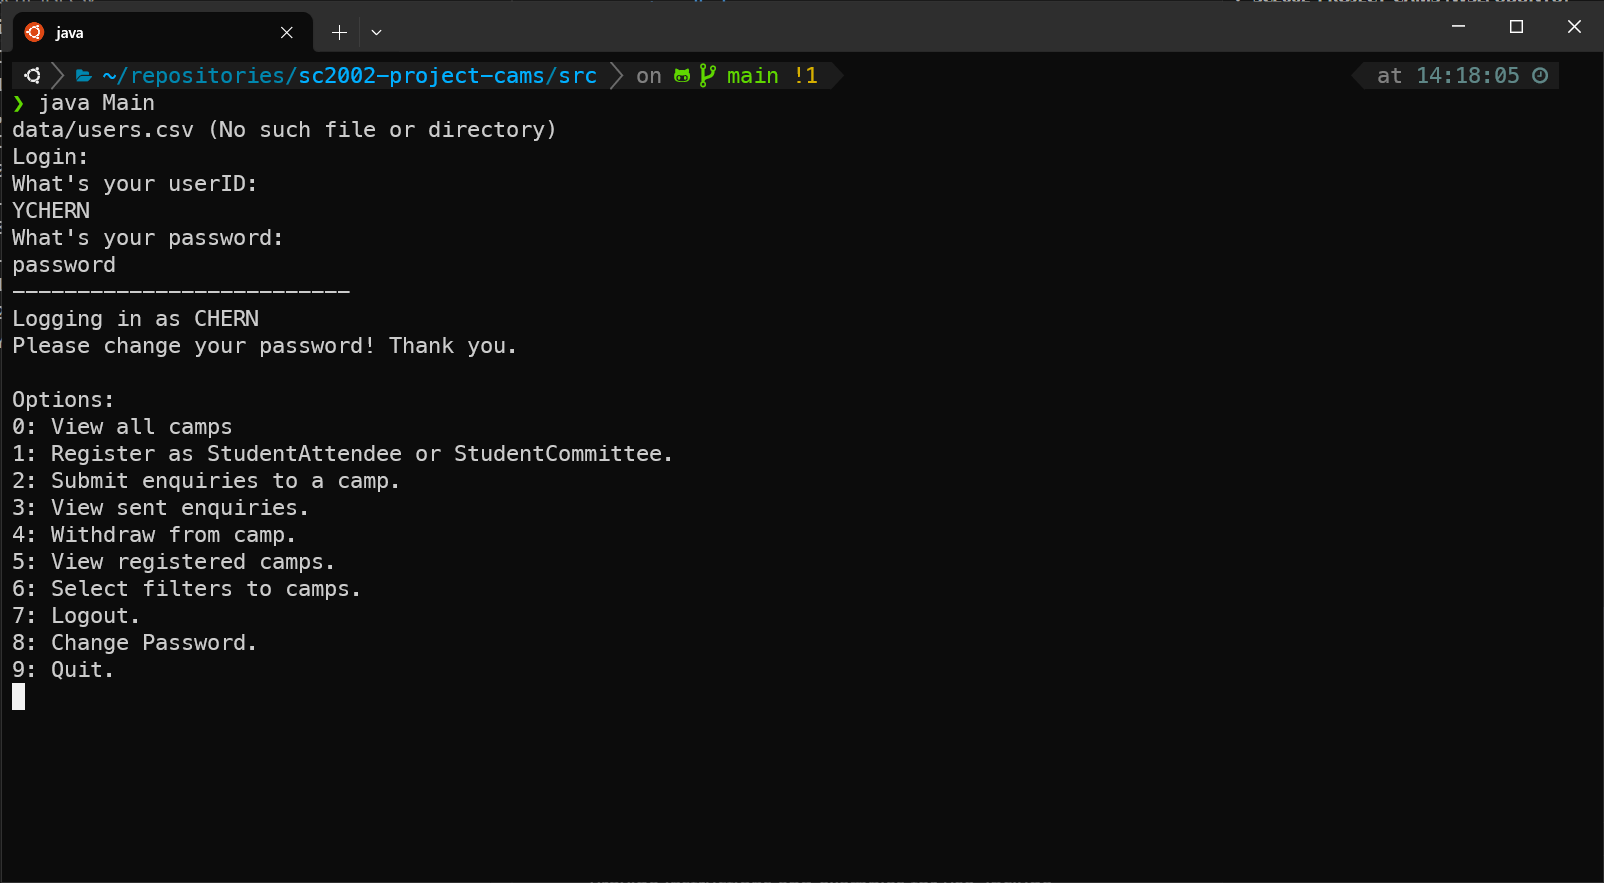 java
~/repositories/sc2002-project-cams/src on main !1 at 14:18:05
❯ java Main
data/users.csv (No such file or directory)
Login:
What's your userID:
YCHERN
What's your password:
password
--------------------------
Logging in as CHERN
Please change your password! Thank you.
Options:
0: View all camps
1: Register as StudentAttendee or StudentCommittee.
2: Submit enquiries to a camp.
3: View sent enquiries.
4: Withdraw from camp.
5: View registered camps.
6: Select filters to camps.
7: Logout.
8: Change Password.
9: Quit.